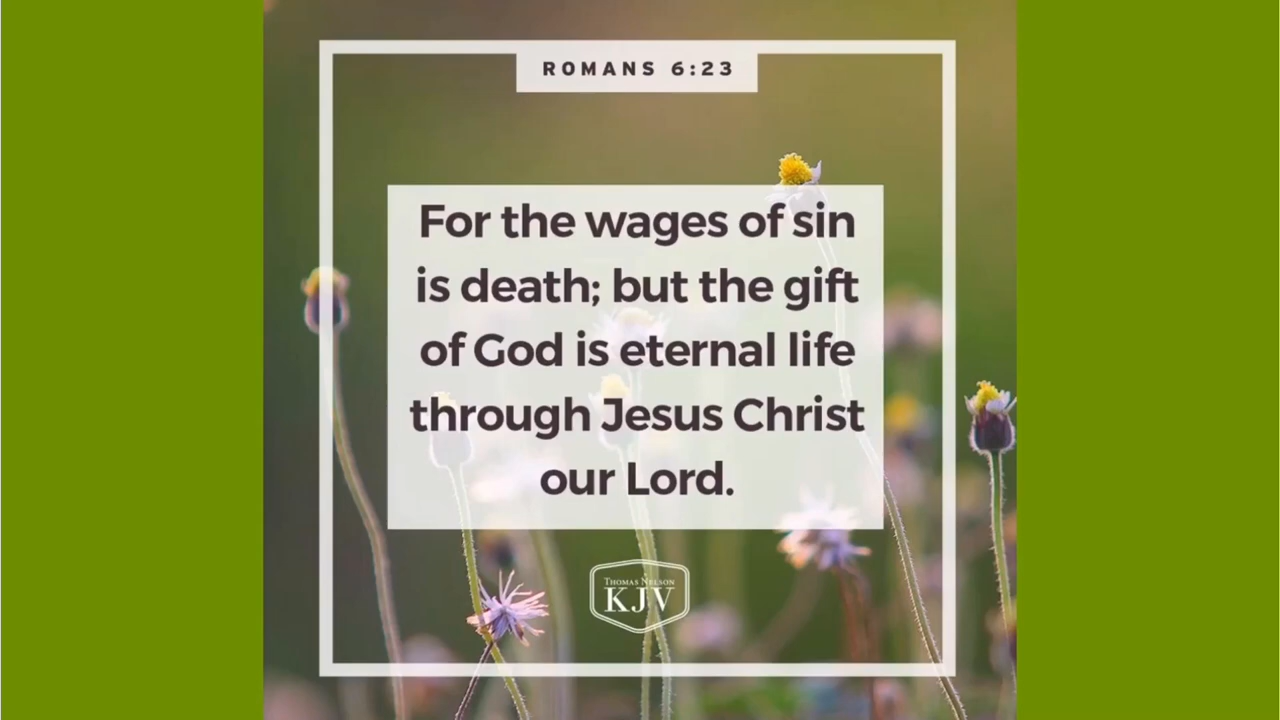 ROMANS 6:23
For the wages of sin
is death; but the gift
of God is eternal life
through Jesus Christ
our Lord.
THOMAS NELSON
KJV